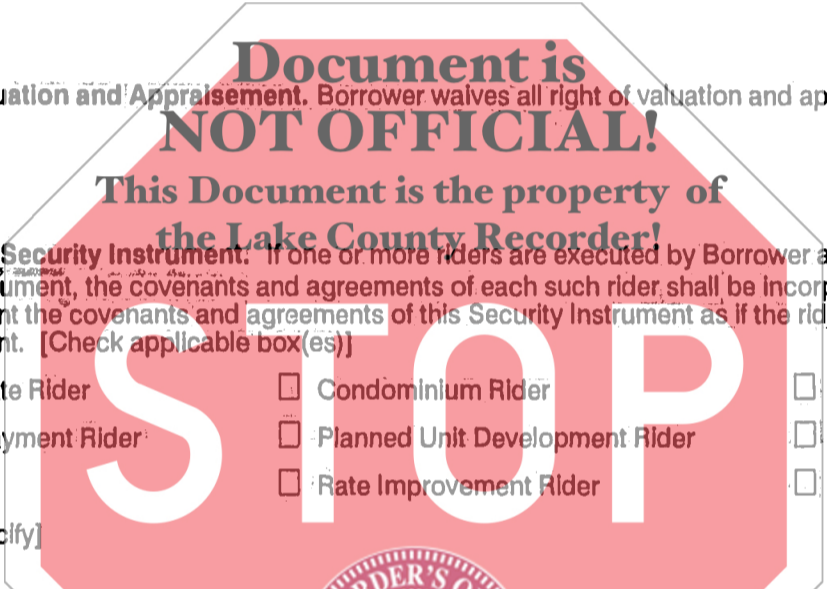 Document is
uation and Appraisement. Borrower waives all right of valuation and ap
NOT OFFICIAL!
This Document is the property of
the Lake County Recorder!
Security Instrument. If one or more riders are executed by Borrower a
ument, the covenants and agreements of each such rider shall be incorp
nt the covenants and agreements of this Security Instrument as if the rid
nt. [Check applicable box(es)]
te Rider □ Condominium Rider □
yment Rider □ Planned Unit Development Rider □
□ Rate Improvement Rider □
cify]
STOP
RDER'S O